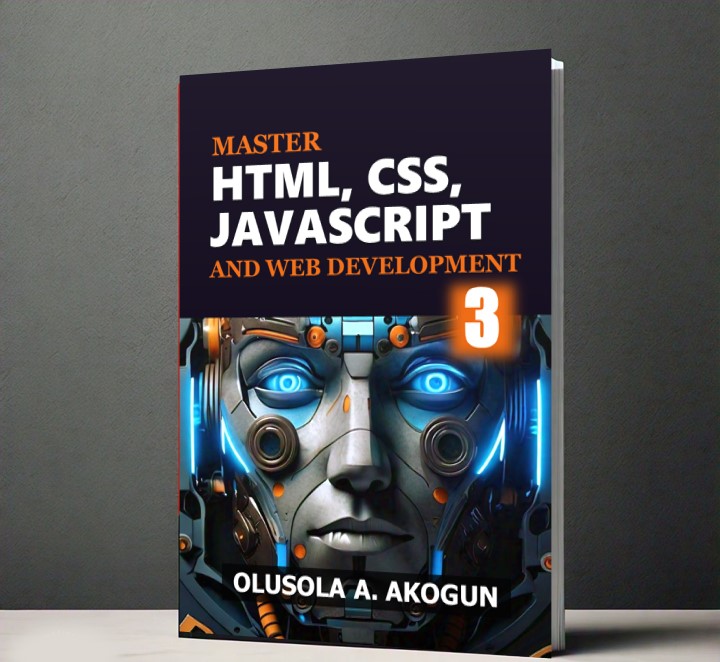 MASTER
HTML, CSS,
JAVASCRIPT
AND WEB DEVELOPMENT
3
OLUSOLA A. AKOGUN